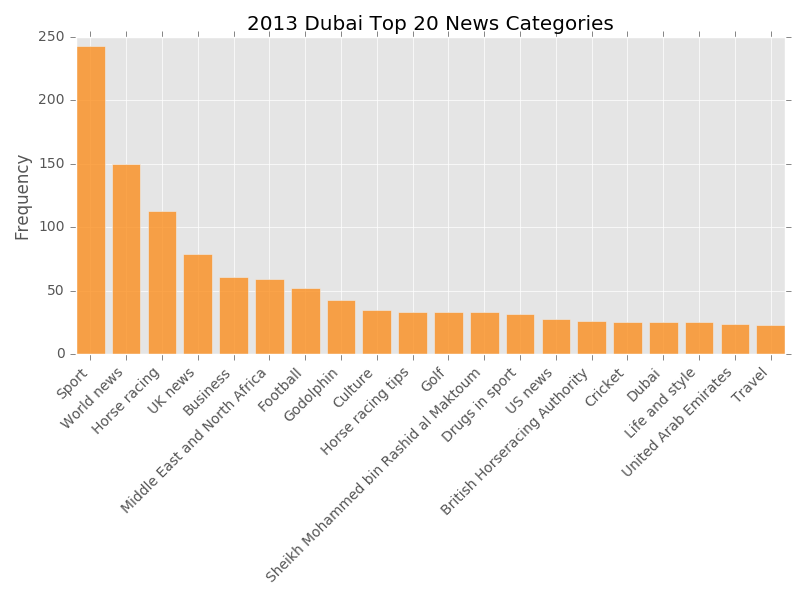 2013 Dubai Top 20 News Categories
250
200
150
100
50
0
Frequency
Sport
World news
Horse racing
UK news
Business
Middle East and North Africa
Football
Godolphin
Culture
Horse racing tips
Golf
Sheikh Mohammed bin Rashid al Maktoum
Drugs in sport
US news
British Horseracing Authority
Cricket
Dubai
Life and style
United Arab Emirates
Travel